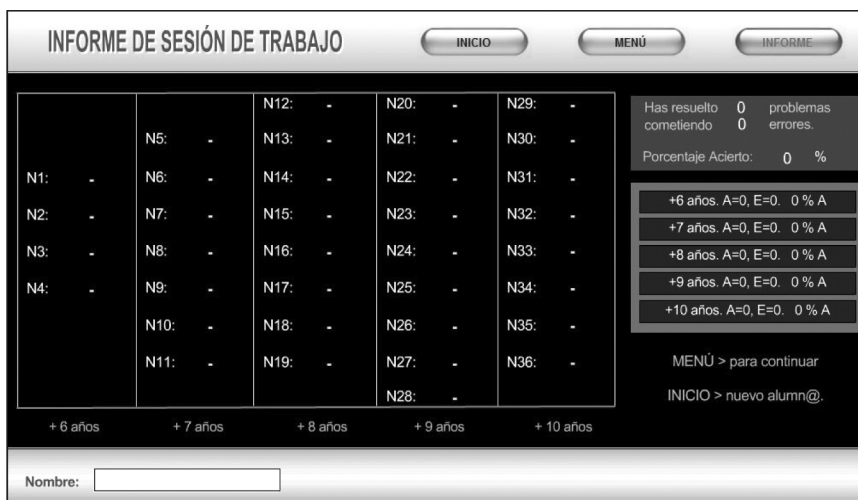 INFORME DE SESIÓN DE TRABAJO
INICIO
MENÚ
INFORME
N1: -
N2: -
N3: -
N4: -
+ 6 años
N5: -
N6: -
N7: -
N8: -
N9: -
N10: -
N11: -
+ 7 años
N12: -
N13: -
N14: -
N15: -
N16: -
N17: -
N18: -
N19: -
+ 8 años
N20: -
N21: -
N22: -
N23: -
N24: -
N25: -
N26: -
N27: -
N28: -
+ 9 años
N29: -
N30: -
N31: -
N32: -
N33: -
N34: -
N35: -
N36: -
+ 10 años
Has resuelto 0 problemas
cometiendo 0 errores.
Porcentaje Acierto: 0 %
+6 años. A=0, E=0. 0 % A
+7 años. A=0, E=0. 0 % A
+8 años. A=0, E=0. 0 % A
+9 años. A=0, E=0. 0 % A
+10 años. A=0, E=0. 0 % A
MENÚ > para continuar
INICIO > nuevo alumn@.
Nombre: